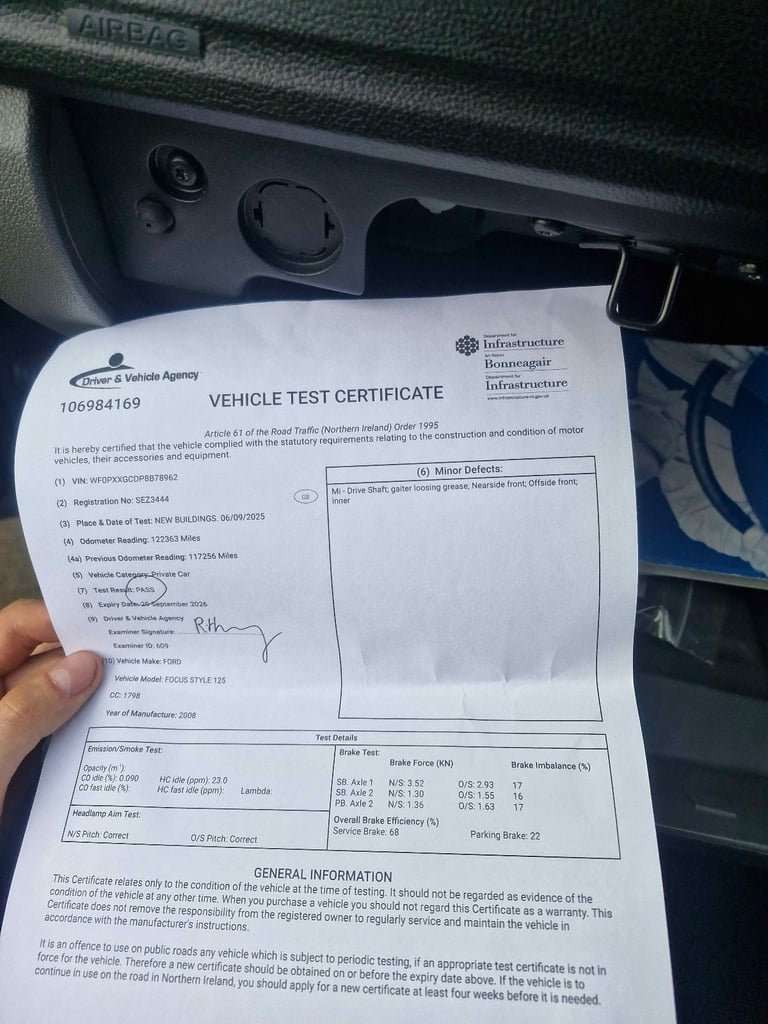 AIRBAG
Driver & Vehicle Agency
Department for
Infrastructure
An Roinn
Bonneagair
Department for
Infrastructure
www.infrastructure-ni.gov.uk
106984169
VEHICLE TEST CERTIFICATE
Article 61 of the Road Traffic (Northern Ireland) Order 1995
It is hereby certified that the vehicle complied with the statutory requirements relating to the construction and condition of motor
vehicles, their accessories and equipment.
(1) VIN: WF0PXXGCDP8B78962
(2) Registration No: SEZ3444
GB
(3) Place & Date of Test: NEW BUILDINGS. 06/09/2025
(4) Odometer Reading: 122363 Miles
(4a) Previous Odometer Reading: 117256 Miles
(5) Vehicle Category: Private Car
(7) Test Result: PASS
(8) Expiry Date: 20 September 2026
(9) Driver & Vehicle Agency
Examiner Signature:
Examiner ID: 609
(10) Vehicle Make: FORD
Vehicle Model: FOCUS STYLE 125
CC: 1798
Year of Manufacture: 2008
(6) Minor Defects:
Mi - Drive Shaft; gaiter loosing grease; Nearside front; Offside front;
inner
Test Details
Emission/Smoke Test:
Opacity (m⁻¹):
CO idle (%): 0.090 HC idle (ppm): 23.0
CO fast idle (%): HC fast idle (ppm): Lambda:
Headlamp Aim Test:
N/S Pitch: Correct O/S Pitch: Correct
Brake Test:
Brake Force (KN) Brake Imbalance (%)
SB. Axle 1 N/S: 3.52 O/S: 2.93 17
SB. Axle 2 N/S: 1.30 O/S: 1.55 16
PB. Axle 2 N/S: 1.36 O/S: 1.63 17
Overall Brake Efficiency (%)
Service Brake: 68 Parking Brake: 22
GENERAL INFORMATION
This Certificate relates only to the condition of the vehicle at the time of testing. It should not be regarded as evidence of the
condition of the vehicle at any other time. When you purchase a vehicle you should not regard this Certificate as a warranty. This
Certificate does not remove the responsibility from the registered owner to regularly service and maintain the vehicle in
accordance with the manufacturer's instructions.
It is an offence to use on public roads any vehicle which is subject to periodic testing, if an appropriate test certificate is not in
force for the vehicle. Therefore a new certificate should be obtained on or before the expiry date above. If the vehicle is to
continue in use on the road in Northern Ireland, you should apply for a new certificate at least four weeks before it is needed.